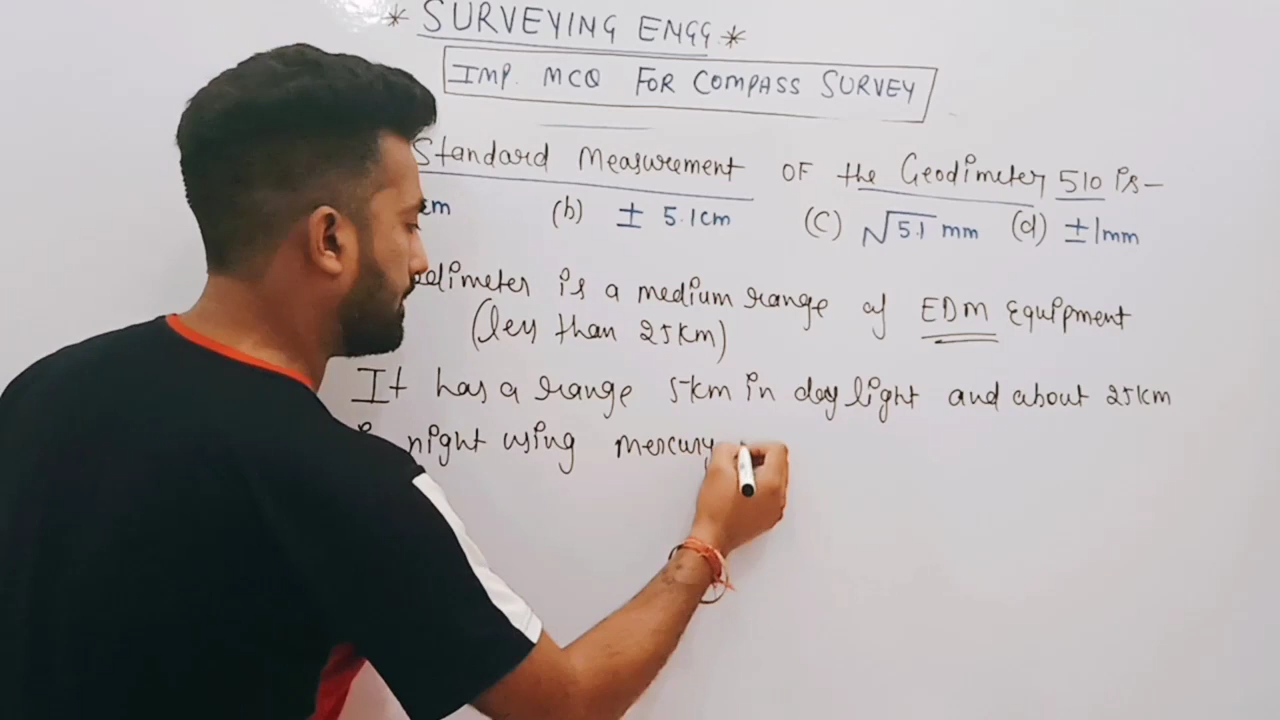 * SURVEYING ENGG *
IMP. MCQ FOR COMPASS SURVEY
Standard Measurement OF the Geodimeter 510 is-
cm (b) ± 5.1cm (c) √5.1 mm (d) ±1mm
odimeter is a medium range of EDM Equipment
(less than 25km)
It has a range 5km in day light and about 25km
night using mercury